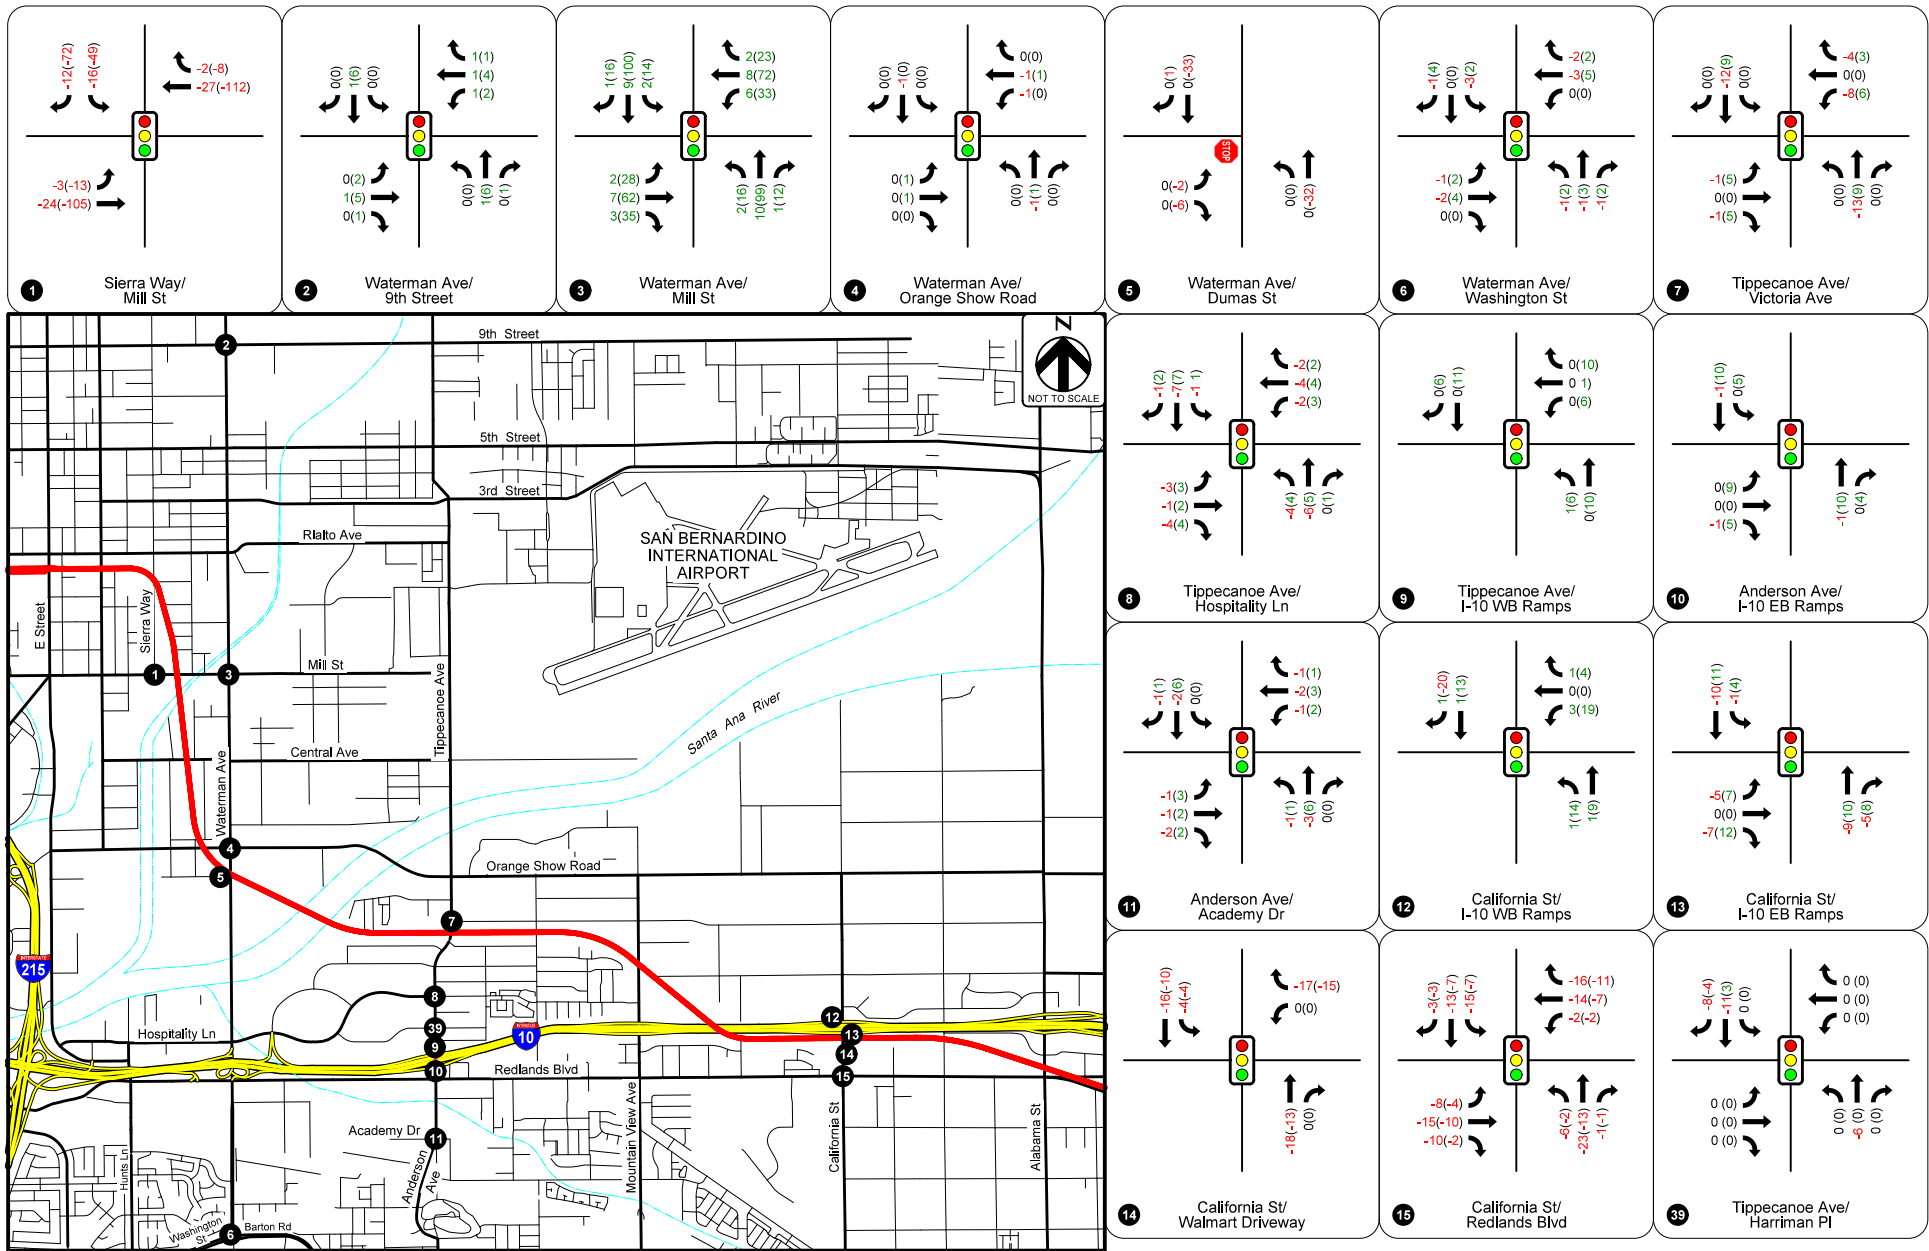 -12(-72)
-16(-49)
-2(-8)
-27(-112)
-3(-13)
-24(-105)
1
Sierra Way/
Mill St
0(0)
1(6)
0(0)
1(1)
1(4)
1(2)
0(2)
1(5)
0(1)
0(0)
1(6)
0(1)
2
Waterman Ave/
9th Street
1(16)
9(100)
2(14)
2(23)
8(72)
6(33)
2(28)
7(62)
3(35)
2(16)
10(99)
1(12)
3
Waterman Ave/
Mill St
0(0)
-1(0)
0(0)
0(0)
-1(1)
-1(0)
0(1)
0(1)
0(0)
0(0)
-1(1)
0(0)
4
Waterman Ave/
Orange Show Road
0(1)
0(-33)
STOP
0(-2)
0(-6)
0(0)
0(-32)
5
Waterman Ave/
Dumas St
-1(4)
0(0)
-3(2)
-2(2)
-3(5)
0(0)
-1(2)
-2(4)
0(0)
-1(2)
-1(3)
-1(2)
6
Waterman Ave/
Washington St
0(0)
-12(9)
0(0)
-4(3)
0(0)
-8(6)
-1(5)
0(0)
-1(5)
0(0)
-13(9)
0(0)
7
Tippecanoe Ave/
Victoria Ave
-1(2)
-7(7)
-1 1)
-2(2)
-4(4)
-2(3)
-3(3)
-1(2)
-4(4)
-4(4)
-6(5)
0(1)
8
Tippecanoe Ave/
Hospitality Ln
0(6)
0(11)
0(10)
0 1)
0(6)
1(6)
0(10)
9
Tippecanoe Ave/
I-10 WB Ramps
-1(10)
0(5)
0(9)
0(0)
-1(5)
-1(10)
0(4)
10
Anderson Ave/
I-10 EB Ramps
-1(1)
-2(6)
0(0)
-1(1)
-2(3)
-1(2)
-1(3)
-1(2)
-2(2)
-1(1)
-3(6)
0(0)
11
Anderson Ave/
Academy Dr
1(-20)
1(13)
1(4)
0(0)
3(19)
1(14)
1(9)
12
California St/
I-10 WB Ramps
-10(11)
-1(4)
-5(7)
0(0)
-7(12)
-9(10)
-5(8)
13
California St/
I-10 EB Ramps
-16(-10)
-4(-4)
-17(-15)
0(0)
-18(-13)
0(0)
14
California St/
Walmart Driveway
-3(-3)
-13(-7)
-15(-7)
-16(-11)
-14(-7)
-2(-2)
-8(-4)
-15(-10)
-10(-2)
-6(-2)
-23(-13)
-1(-1)
15
California St/
Redlands Blvd
-8(-4)
-11(3)
0 (0)
0 (0)
0 (0)
0 (0)
0 (0)
0 (0)
0 (0)
0 (0)
-6 (0)
0 (0)
39
Tippecanoe Ave/
Harriman Pl
N
NOT TO SCALE
9th Street
2
5th Street
3rd Street
Rialto Ave
SAN BERNARDINO
INTERNATIONAL
AIRPORT
E Street
Sierra Way
Mill St
1
3
Tippecanoe Ave
Santa Ana River
Central Ave
Waterman Ave
4
5
Orange Show Road
7
INTERSTATE
215
8
39
9
10
Hospitality Ln
INTERSTATE
10
12
13
14
15
Redlands Blvd
Academy Dr
11
Hunts Ln
Anderson
Ave
Mountain View Ave
California St
Alabama St
Washington
St
6
Barton Rd